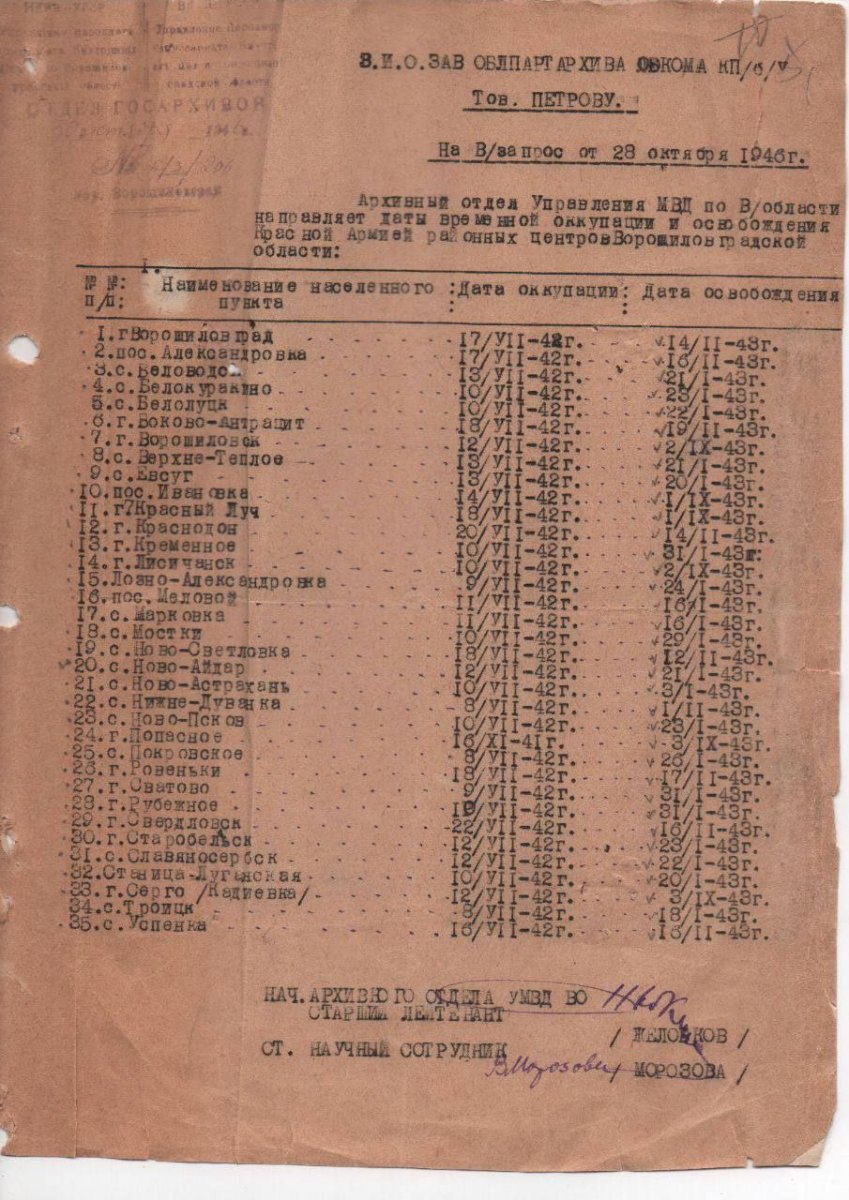 Управление
ОТДЕЛ ГОСАРХИВОВ
гор. Ворошиловград
З.И.О.ЗАВ ОБЛПАРТАРХИВА ОБКОМА КП/б/У
Тов. ПЕТРОВУ.
На В/запрос от 28 октября 1946г.
Архивный отдел Управления МВД по В/области
направляет даты временной оккупации и освобождения
Красной Армией районных центровВорошиловградской
области:
I.
№ №: Наименование населенного :Дата оккупации: Дата освобождения
п/п: пункта : :
1.гВорошиловград 17/VII-42г. 14/II-43г.
2.пос.Александровка 17/VII-42г. 16/II-43г.
3.с.Беловодск 13/VII-42г. 21/I-43г.
4.с.Белокуракино 10/VII-42г. 23/I-43г.
5.с.Белолуцк 10/VII-42г. 22/I-43г.
6.г.Боково-Антрацит 18/VII-42г. 19/II-43г.
7.г.Ворошиловск 12/VII-42г. 2/IX-43г.
8.с.Верхне-Теплое 13/VII-42г. 21/I-43г.
9.с.Евсуг 13/VII-42г. 20/I-43г.
10.пос.Ивановка 14/VII-42г. 1/IX-43г.
11.г7Красный Луч 18/VII-42г. 1/IX-43г.
12.г.Краснодон 20/VII-42г. 14/II-43г.
13.г.Кременное 10/VII-42г. 31/I-43г.
14.г.Лисичанск 10/VII-42г. 2/IX-43г.
15.Лозно-Александровка 9/VII-42г. 24/I-43г.
16.пос.Меловой 11/VII-42г. 16/I-43г.
17.с.Марковка 11/VII-42г. 16/I-43г.
18.с.Мостки 10/VII-42г. 29/I-43г.
19.с.Ново-Светловка 18/VII-42г. 12/II-43г.
20.с.Ново-Айдар 12/VII-42г. 21/I-43г.
21.с.Ново-Астрахань 10/VII-42г. 3/I-43г.
22.с.Нижне-Дуванка 8/VII-42г. 1/II-43г.
23.с.Ново-Псков 10/VII-42г. 23/I-43г.
24.г.Попасное 16/XI-41г. 3/IX-43г.
25.с.Покровское 8/VII-42г. 26/I-43г.
26.г.Ровеньки 18/VII-42г. 17/II-43г.
27.г.Сватово 9/VII-42г. 31/I-43г.
28.г.Рубежное 10/VII-42г. 31/I-43г.
29.г.Свердловск 22/VII-42г. 16/II-43г.
30.г.Старобельск 12/VII-42г. 23/I-43г.
31.с.Славяносербск 12/VII-42г. 22/I-43г.
32.Станица-Луганская 10/VII-42г. 20/I-43г.
33.г.Серго /Кадиевка/ 12/VII-42г. 3/IX-43г.
34.с.Троицк 8/VII-42г. 18/I-43г.
35.с.Успенка 16/VII-42г. 16/II-43г.
НАЧ.АРХИВНОГО ОТДЕЛА УМВД ВО
СТАРШИЙ ЛЕЙТЕНАНТ
/ ЖЕЛОБКОВ /
СТ. НАУЧНЫЙ СОТРУДНИК
ВМорозова / МОРОЗОВА /